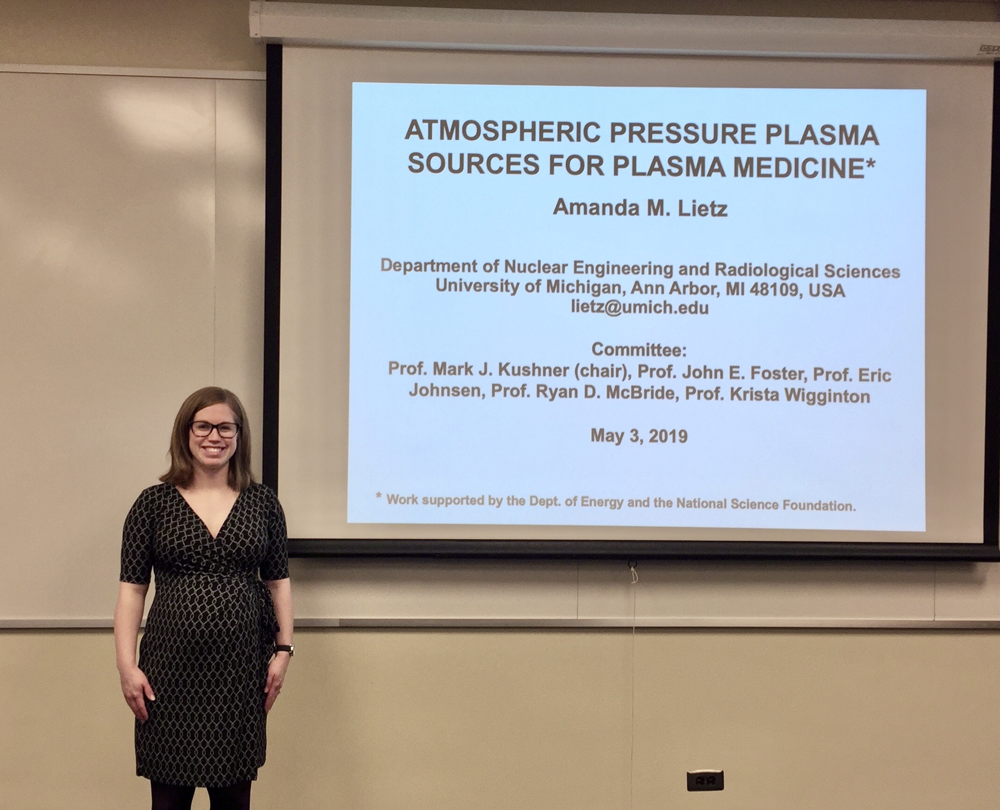 ATMOSPHERIC PRESSURE PLASMA
SOURCES FOR PLASMA MEDICINE*
Amanda M. Lietz
Department of Nuclear Engineering and Radiological Sciences
University of Michigan, Ann Arbor, MI 48109, USA
lietz@umich.edu
Committee:
Prof. Mark J. Kushner (chair), Prof. John E. Foster, Prof. Eric
Johnsen, Prof. Ryan D. McBride, Prof. Krista Wigginton
May 3, 2019
* Work supported by the Dept. of Energy and the National Science Foundation.